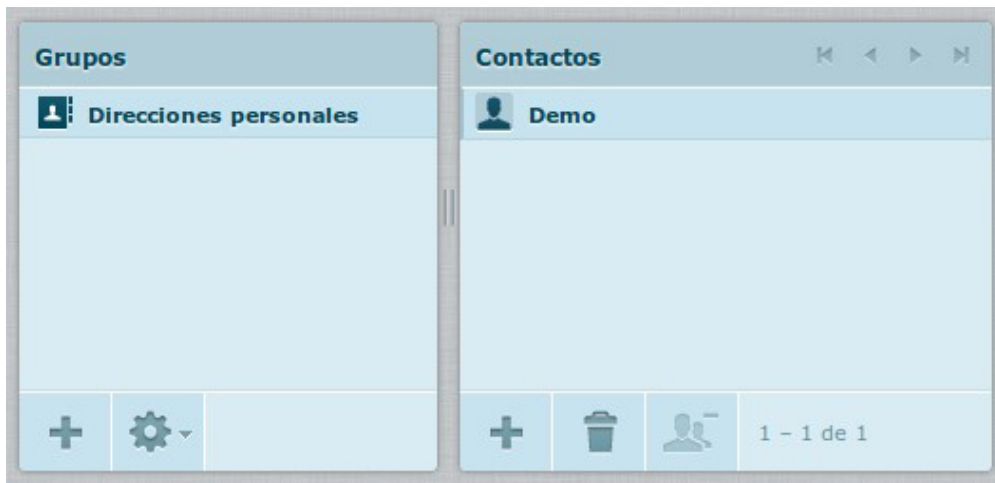 Grupos
Direcciones personales
Contactos
Demo
1 – 1 de 1